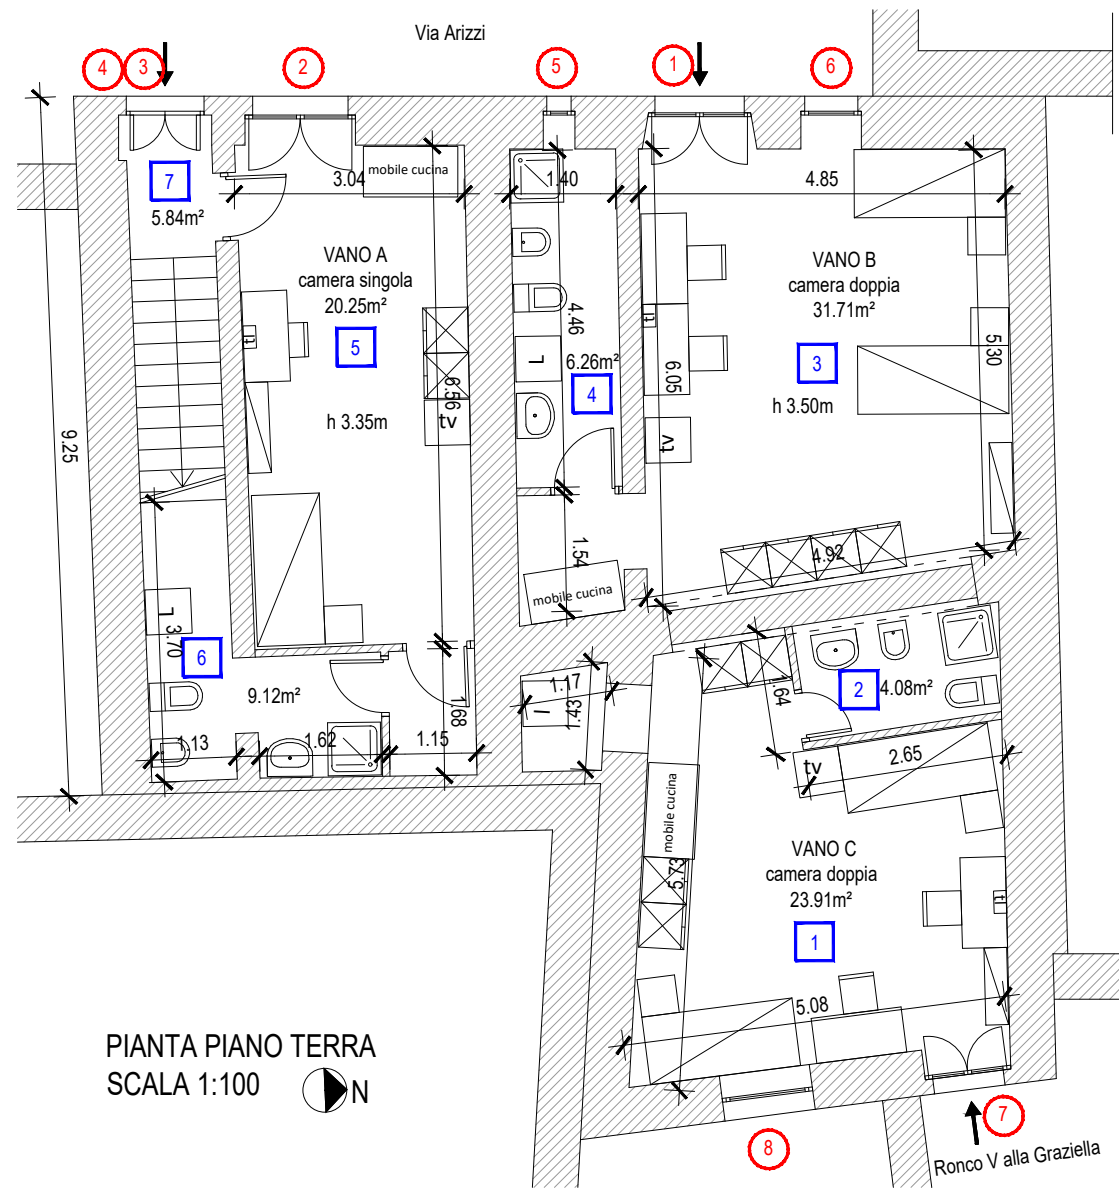 Via Arizzi
4
3
2
5
1
6
7
5.84m²
3.04
mobile cucina
1.40
4.85
VANO A
camera singola
20.25m²
5
h 3.35m
tl
6.56
tv
4.46
L
6.26m²
4
VANO B
camera doppia
31.71m²
3
h 3.50m
tl
6.05
tv
5.30
9.25
4.92
1.54
mobile cucina
L
3.70
6
9.12m²
1.68
1.13
1.62
1.15
1.17
1.43
1.64
2
4.08m²
tv
2.65
mobile cucina
5.73
VANO C
camera doppia
23.91m²
1
tl
5.08
PIANTA PIANO TERRA
SCALA 1:100
N
7
8
Ronco V alla Graziella